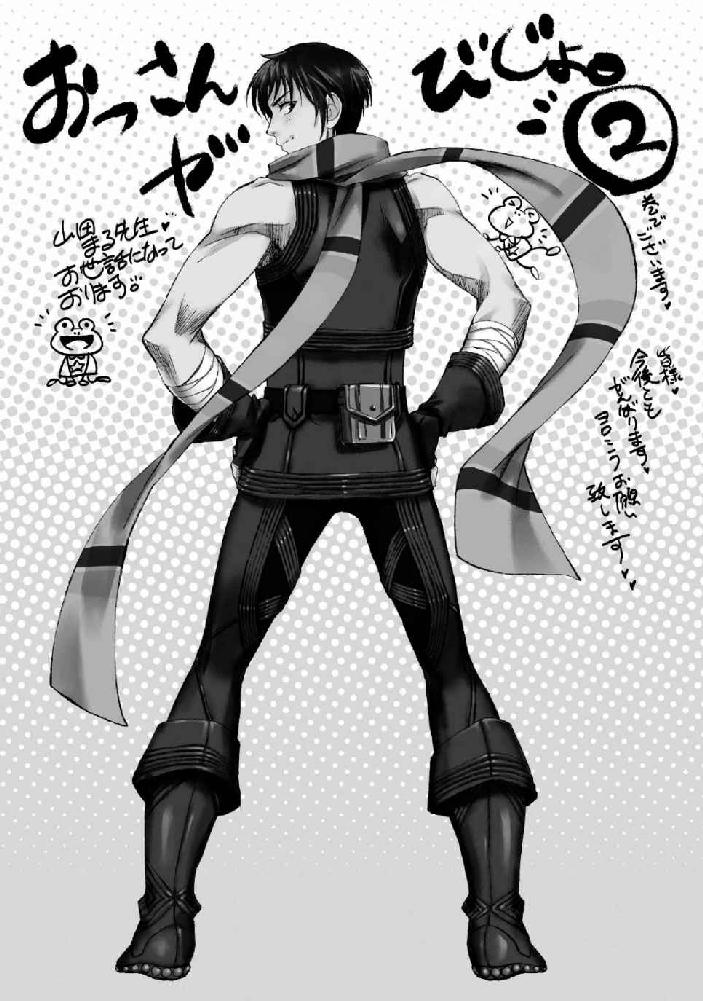 おっさん
が
びじょ。
②
巻で
ございます♥
山田
まる先生♥
お世話になって
おります。
皆様♥
今後とも
がんばります♥
ヨロシクお願い
致します♥♥